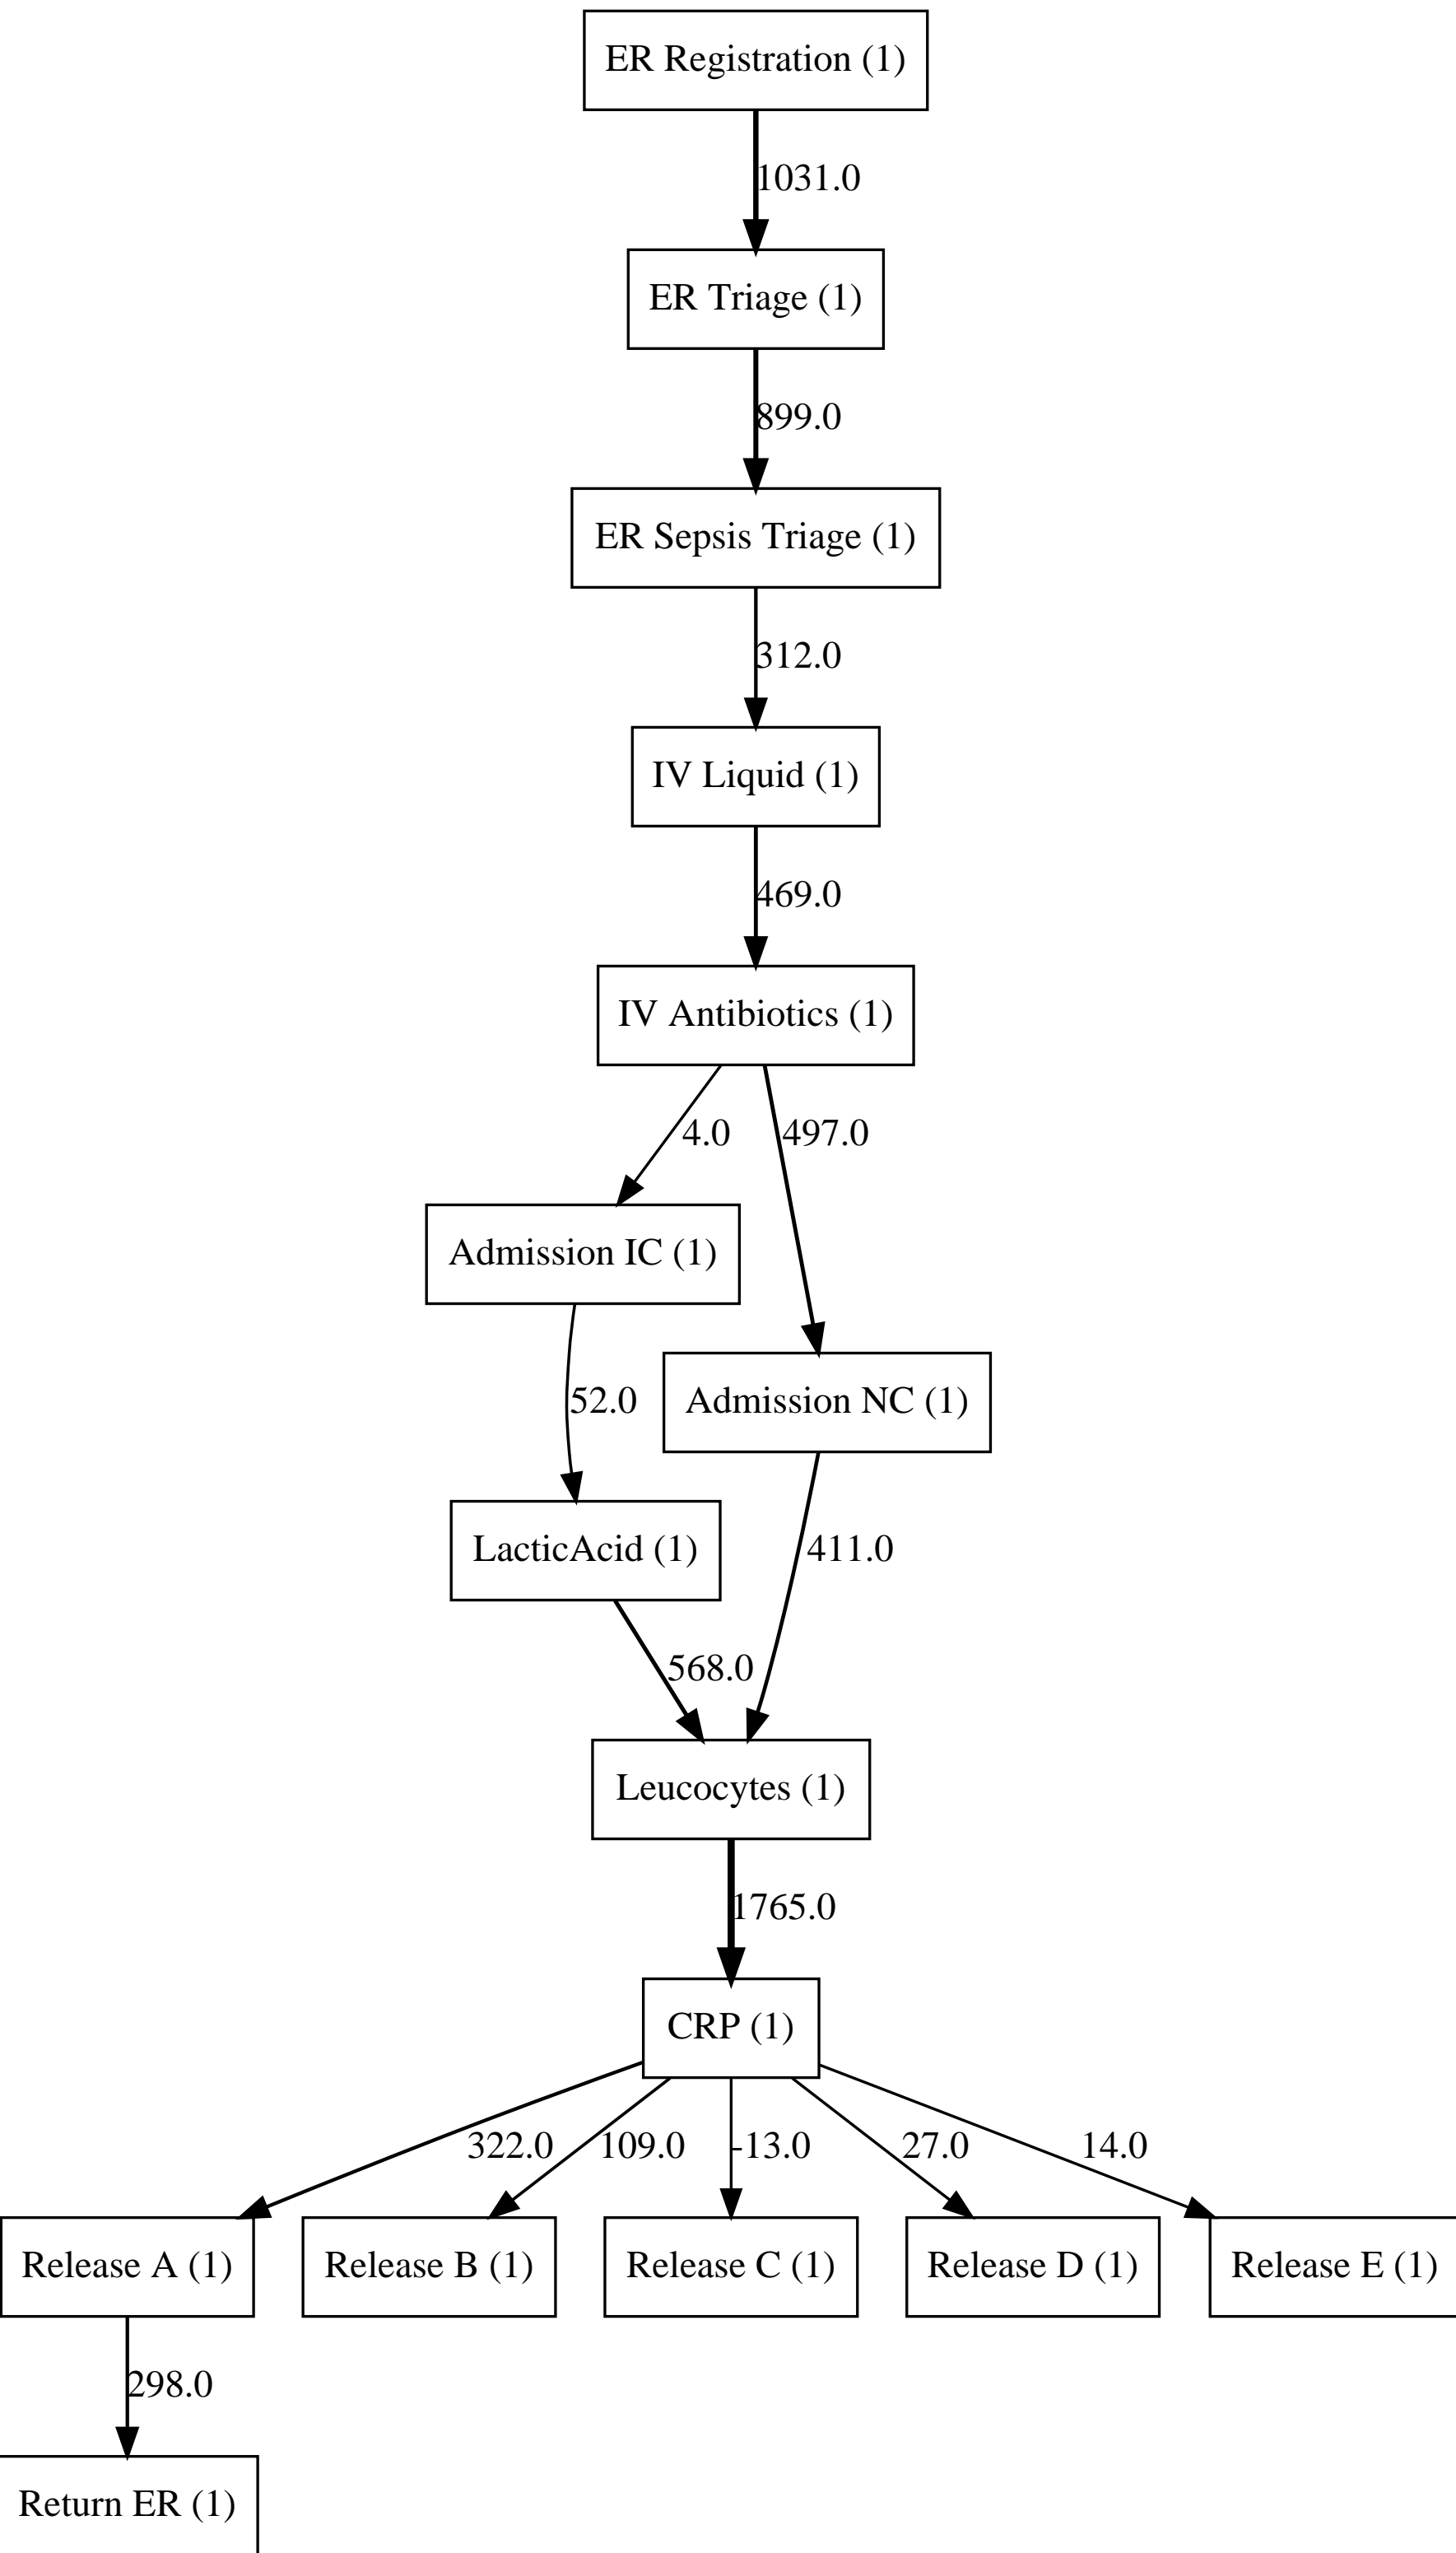 ER Registration (1)
1031.0
ER Triage (1)
899.0
ER Sepsis Triage (1)
312.0
IV Liquid (1)
469.0
IV Antibiotics (1)
4.0
497.0
Admission IC (1)
52.0
Admission NC (1)
LacticAcid (1)
411.0
568.0
Leucocytes (1)
1765.0
CRP (1)
322.0
109.0
-13.0
27.0
14.0
Release A (1)
Release B (1)
Release C (1)
Release D (1)
Release E (1)
298.0
Return ER (1)